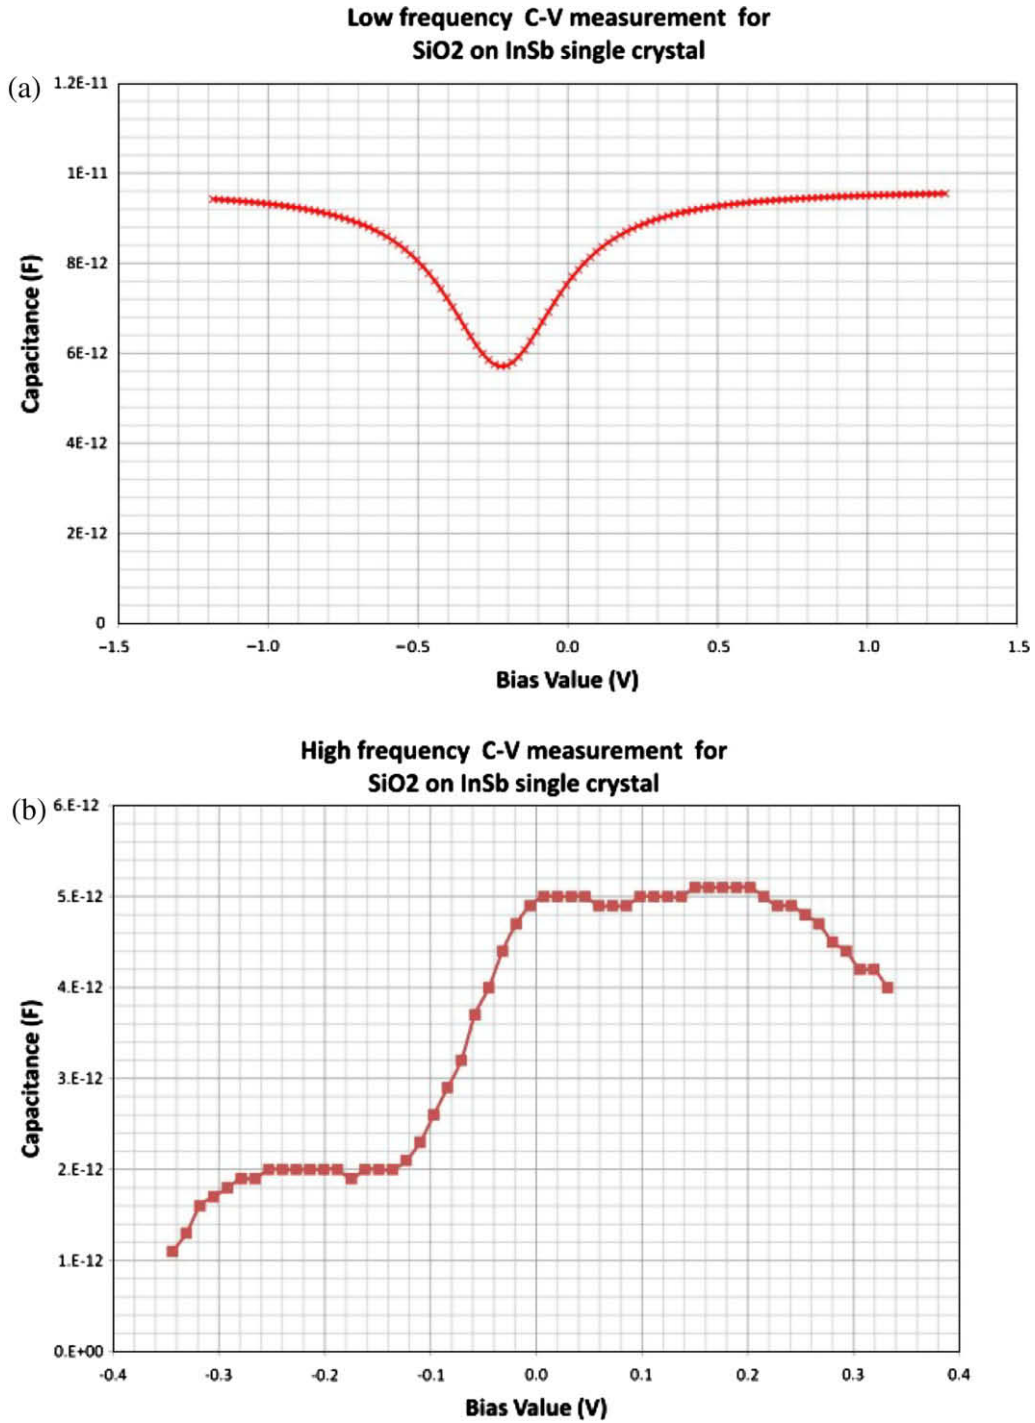 Low frequency C-V measurement for
SiO2 on InSb single crystal
(a)
1.2E-11
1E-11
8E-12
6E-12
4E-12
2E-12
0
Capacitance (F)
−1.5 −1.0 −0.5 0.0 0.5 1.0 1.5
Bias Value (V)
High frequency C-V measurement for
SiO2 on InSb single crystal
(b)
6.E-12
5.E-12
4.E-12
3.E-12
2.E-12
1.E-12
0.E+00
Capacitance (F)
-0.4 -0.3 -0.2 -0.1 0.0 0.1 0.2 0.3 0.4
Bias Value (V)